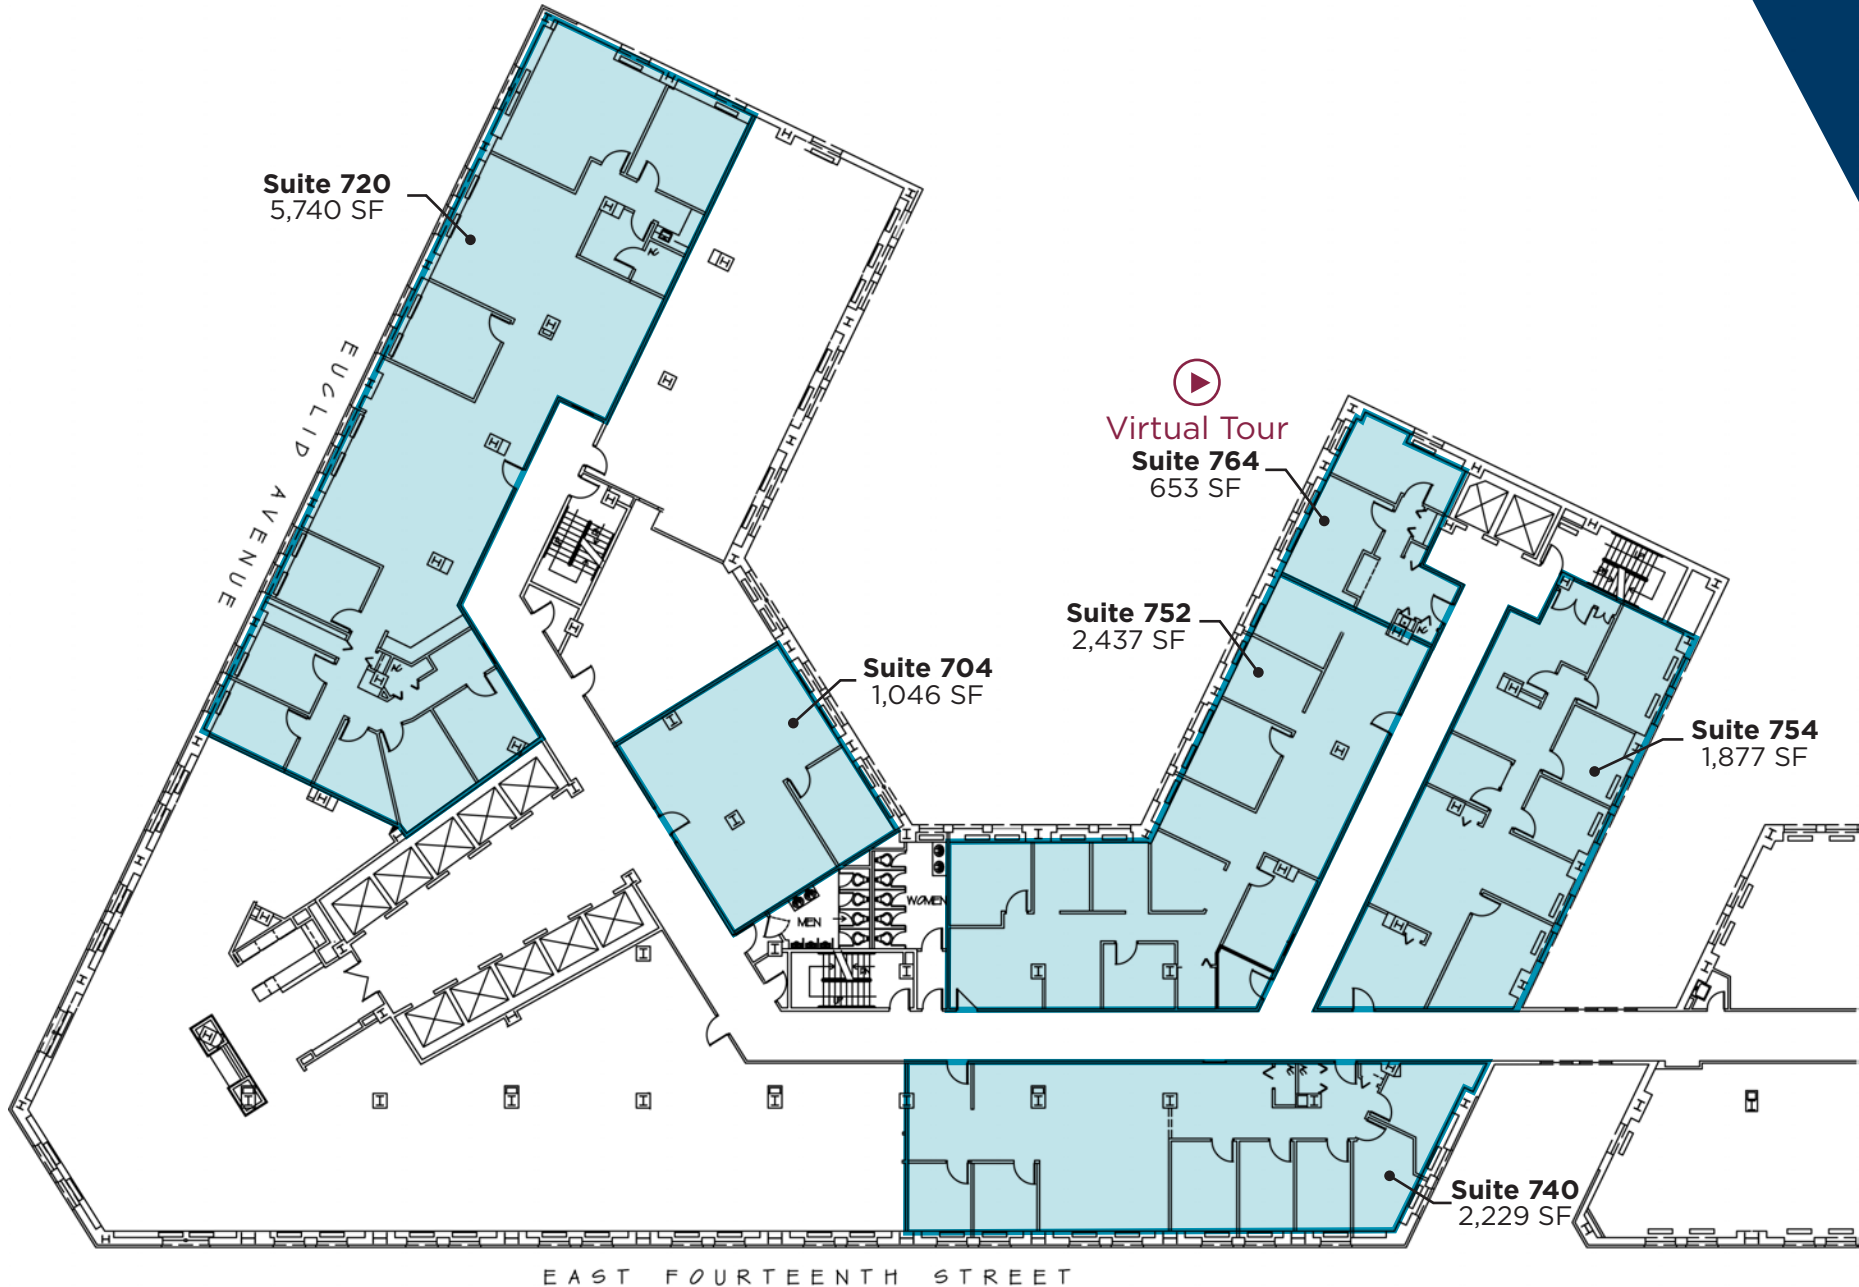 Suite 720
5,740 SF
EUCLID AVENUE
Virtual Tour
Suite 764
653 SF
Suite 752
2,437 SF
Suite 704
1,046 SF
Suite 754
1,877 SF
WOMEN
MEN
Suite 740
2,229 SF
EAST FOURTEENTH STREET